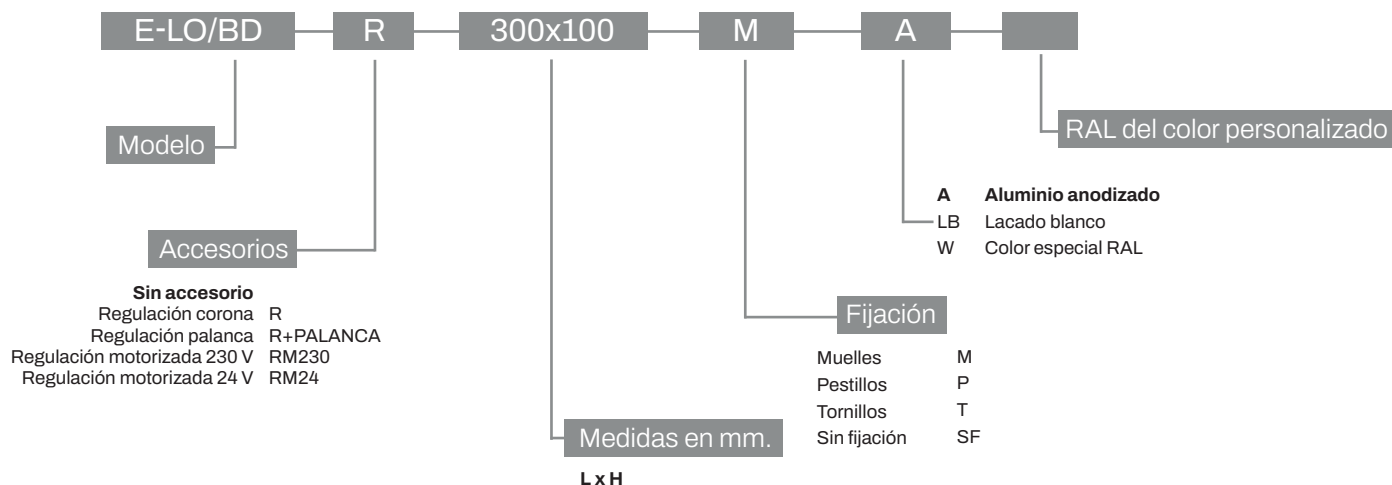 E-LO/BD R 300x100 M A
RAL del color personalizado
Modelo
A Aluminio anodizado
LB Lacado blanco
W Color especial RAL
Accesorios
Sin accesorio
Regulación corona R
Regulación palanca R+PALANCA
Regulación motorizada 230 V RM230
Regulación motorizada 24 V RM24
Fijación
Muelles M
Pestillos P
Tornillos T
Sin fijación SF
Medidas en mm.
L x H